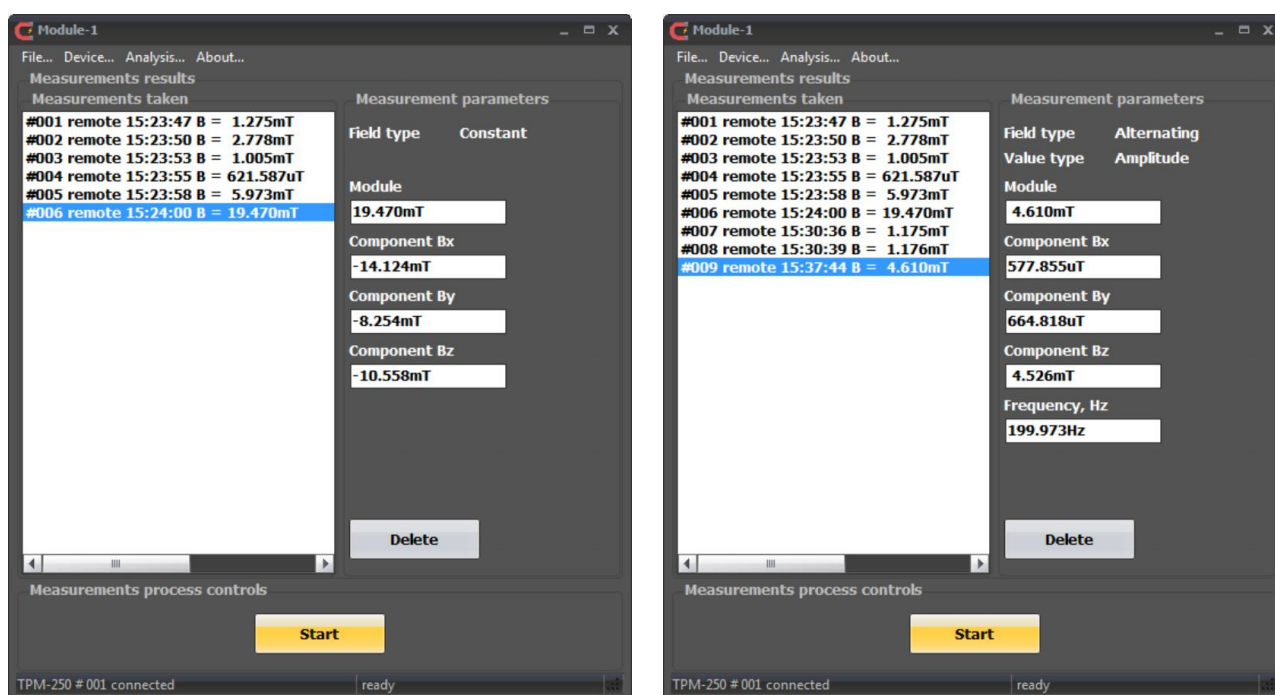 Module-1
File... Device... Analysis... About...
Measurements results
Measurements taken
#001 remote 15:23:47 B = 1.275mT
#002 remote 15:23:50 B = 2.778mT
#003 remote 15:23:53 B = 1.005mT
#004 remote 15:23:55 B = 621.587uT
#005 remote 15:23:58 B = 5.973mT
#006 remote 15:24:00 B = 19.470mT
Measurement parameters
Field type Constant
Module
19.470mT
Component Bx
-14.124mT
Component By
-8.254mT
Component Bz
-10.558mT
Delete
Measurements process controls
Start
TPM-250 # 001 connected ready
Module-1
File... Device... Analysis... About...
Measurements results
Measurements taken
#001 remote 15:23:47 B = 1.275mT
#002 remote 15:23:50 B = 2.778mT
#003 remote 15:23:53 B = 1.005mT
#004 remote 15:23:55 B = 621.587uT
#005 remote 15:23:58 B = 5.973mT
#006 remote 15:24:00 B = 19.470mT
#007 remote 15:30:36 B = 1.175mT
#008 remote 15:30:39 B = 1.176mT
#009 remote 15:37:44 B = 4.610mT
Measurement parameters
Field type Alternating
Value type Amplitude
Module
4.610mT
Component Bx
577.855uT
Component By
664.818uT
Component Bz
4.526mT
Frequency, Hz
199.973Hz
Delete
Measurements process controls
Start
TPM-250 # 001 connected ready